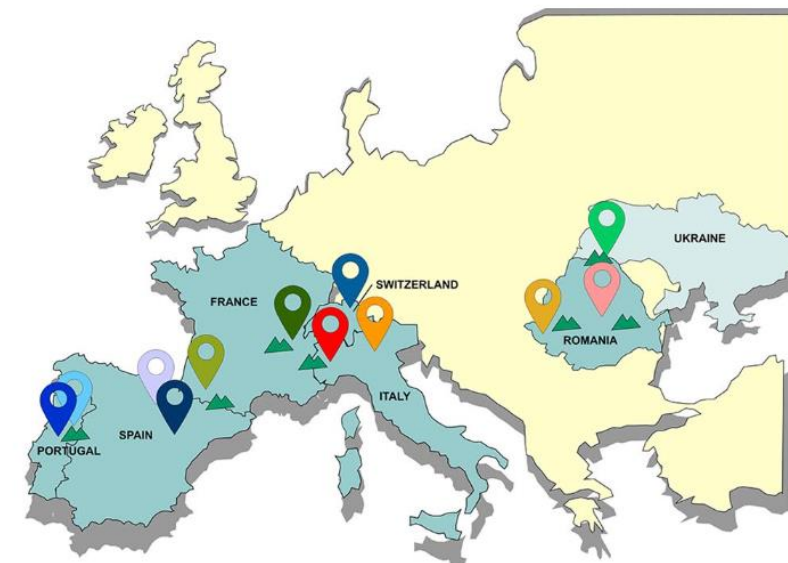 UKRAINE
SWITZERLAND
FRANCE
ROMANIA
ITALY
SPAIN
PORTUGAL